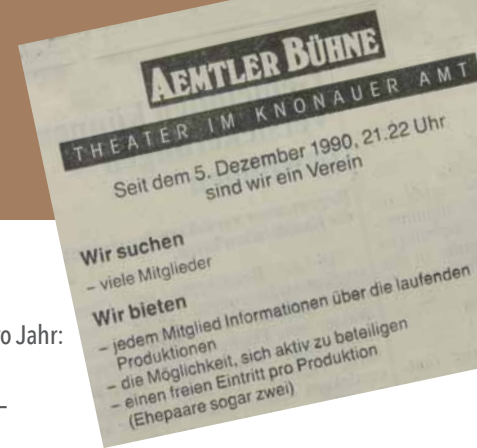 AEMTLER BÜHNE
THEATER IM KNONAUER AMT
Seit dem 5. Dezember 1990, 21.22 Uhr
sind wir ein Verein
Wir suchen
– viele Mitglieder
Wir bieten
– jedem Mitglied Informationen über die laufenden
Produktionen
– die Möglichkeit, sich aktiv zu beteiligen
– einen freien Eintritt pro Produktion
(Ehepaare sogar zwei)
o Jahr:
–